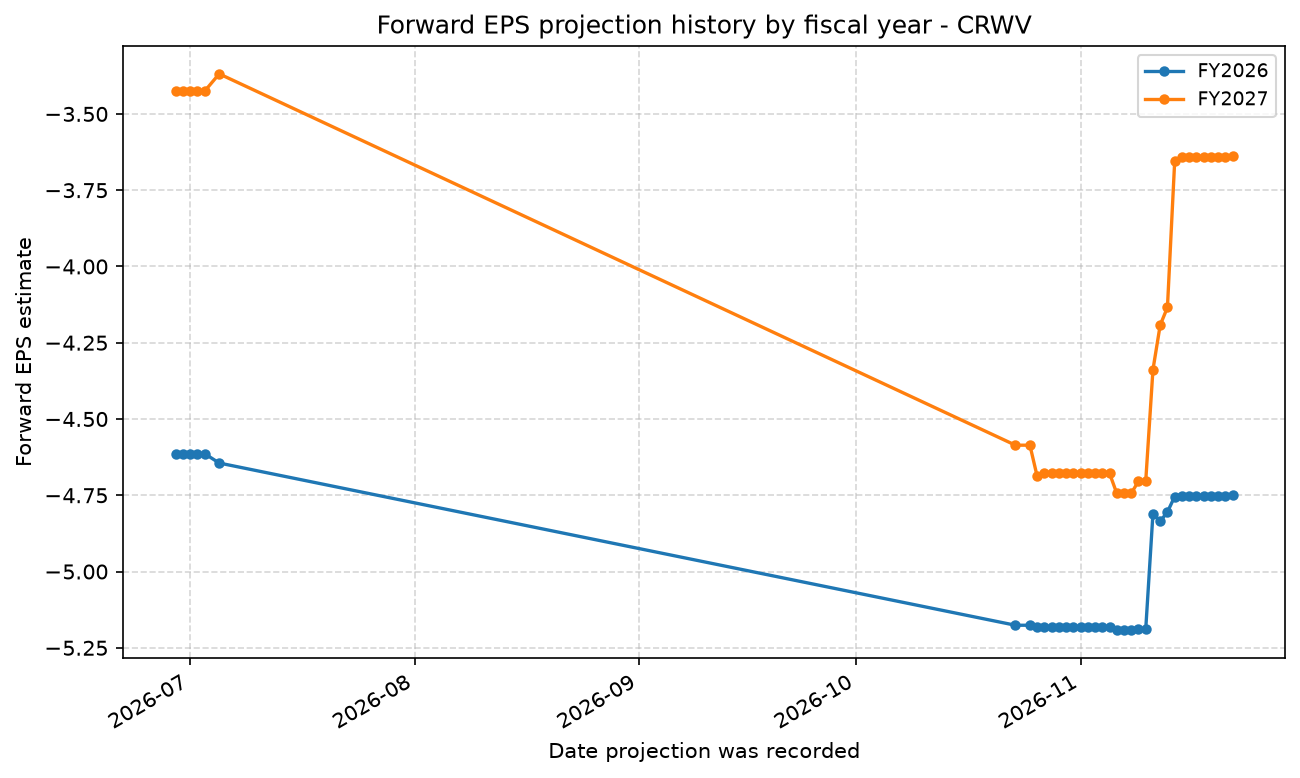 Forward EPS projection history by fiscal year - CRWV
FY2026
FY2027
Forward EPS estimate
−3.50
−3.75
−4.00
−4.25
−4.50
−4.75
−5.00
−5.25
2026-07
2026-08
2026-09
2026-10
2026-11
Date projection was recorded